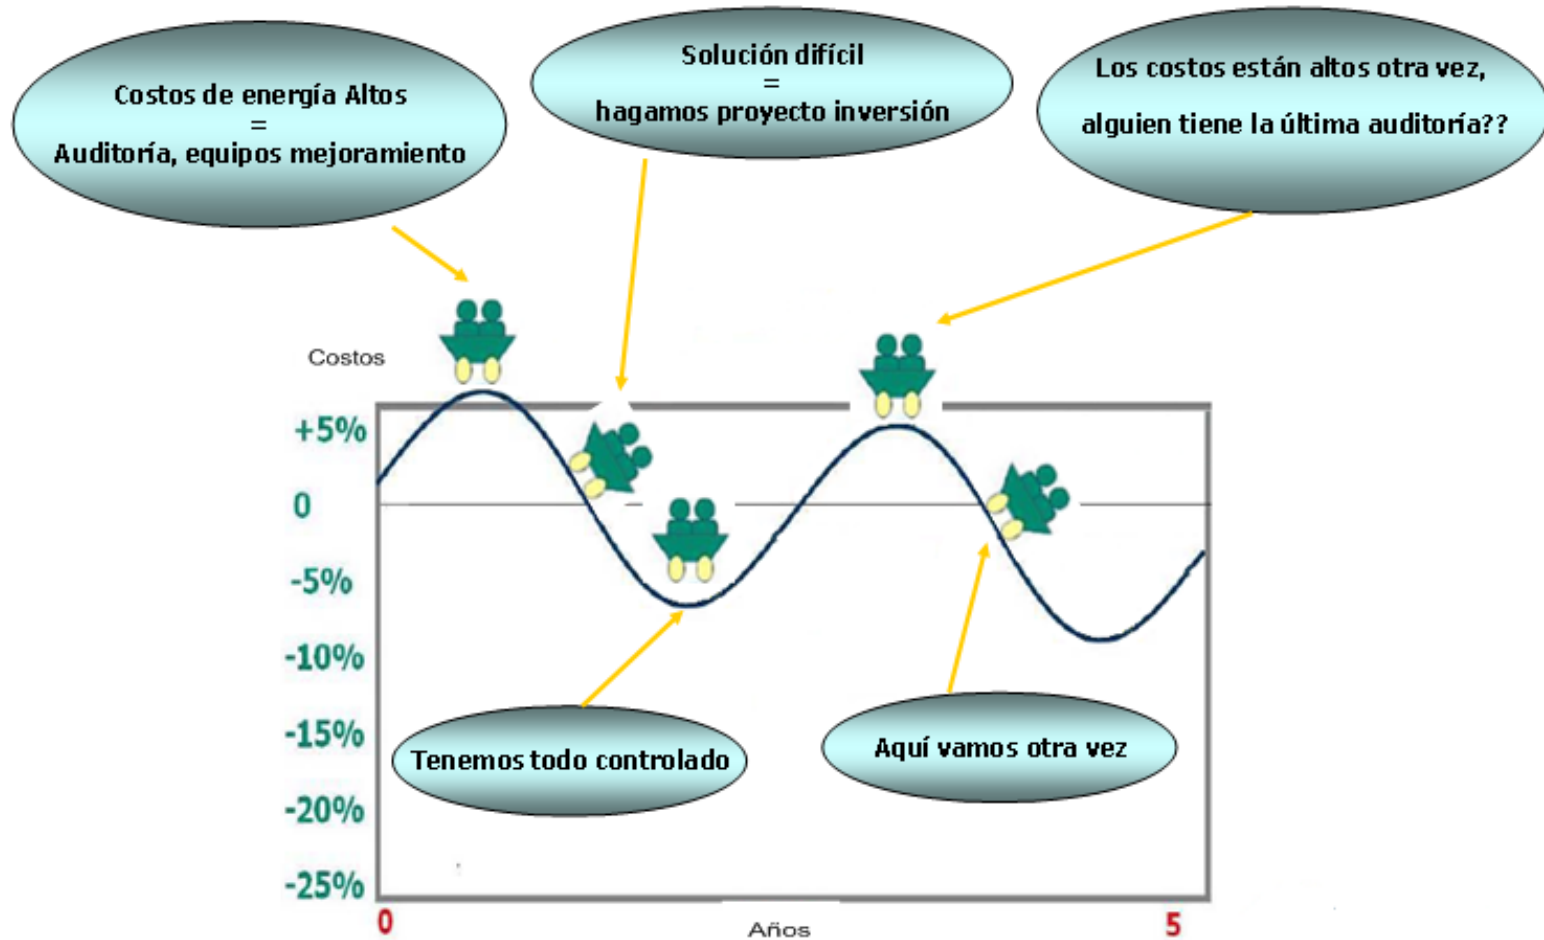 Costos de energía Altos
=
Auditoría, equipos mejoramiento
Solución difícil
=
hagamos proyecto inversión
Los costos están altos otra vez,
alguien tiene la última auditoría??
Costos
+5%
0
-5%
-10%
-15%
-20%
-25%
Tenemos todo controlado
Aquí vamos otra vez
0
Años
5